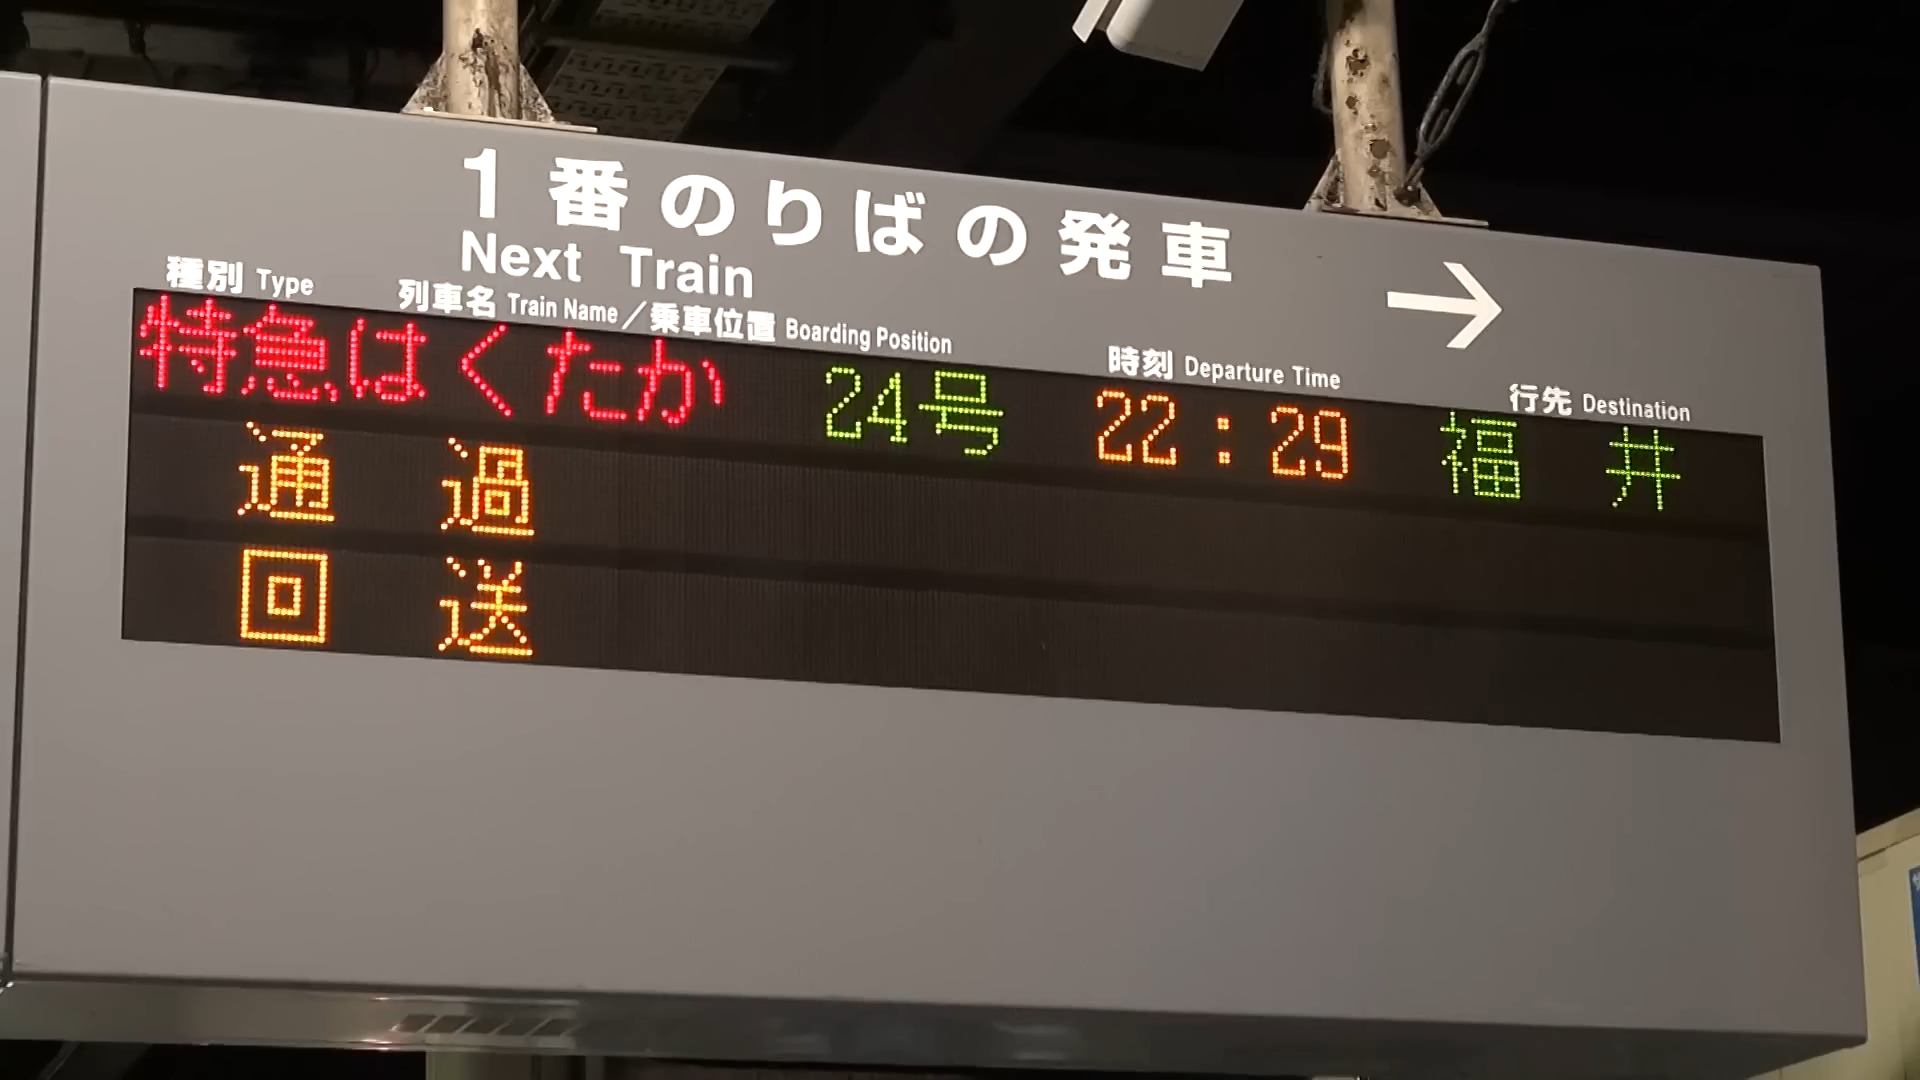 1番のりばの発車
Next Train
種別 Type 列車名 Train Name／乗車位置 Boarding Position 時刻 Departure Time 行先 Destination
特急はくたか 24号 22:29 福井
通過
回送